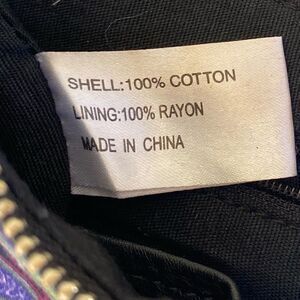 SHELL:100% COTTON
LINING:100% RAYON
MADE IN CHINA